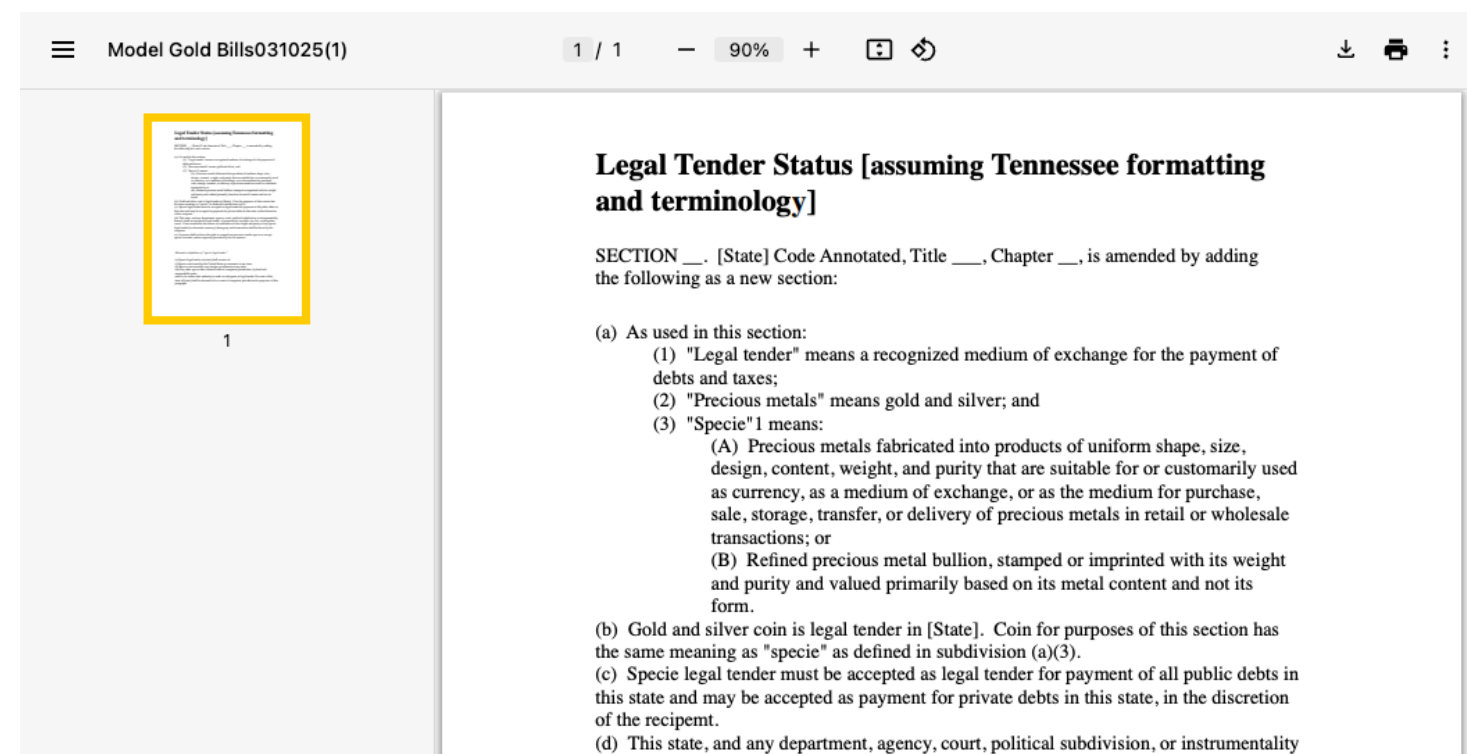 Model Gold Bills031025(1)
1 / 1
90%
1
Legal Tender Status [assuming Tennessee formatting
and terminology]
SECTION __. [State] Code Annotated, Title ___, Chapter __, is amended by adding
the following as a new section:
(a) As used in this section:
(1) "Legal tender" means a recognized medium of exchange for the payment of
debts and taxes;
(2) "Precious metals" means gold and silver; and
(3) "Specie"1 means:
(A) Precious metals fabricated into products of uniform shape, size,
design, content, weight, and purity that are suitable for or customarily used
as currency, as a medium of exchange, or as the medium for purchase,
sale, storage, transfer, or delivery of precious metals in retail or wholesale
transactions; or
(B) Refined precious metal bullion, stamped or imprinted with its weight
and purity and valued primarily based on its metal content and not its
form.
(b) Gold and silver coin is legal tender in [State]. Coin for purposes of this section has
the same meaning as "specie" as defined in subdivision (a)(3).
(c) Specie legal tender must be accepted as legal tender for payment of all public debts in
this state and may be accepted as payment for private debts in this state, in the discretion
of the recipemt.
(d) This state, and any department, agency, court, political subdivision, or instrumentality